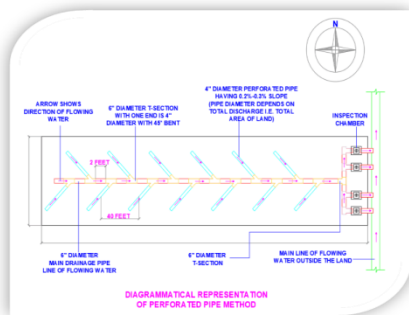 N
ARROW SHOWS
DIRECTION OF FLOWING
WATER
6" DIAMETER T-SECTION
WITH ONE END IS 4"
DIAMETER WITH 45° BENT
4" DIAMETER PERFORATED PIPE
HAVING 0.2%-0.3% SLOPE
(PIPE DIAMETER DEPENDS ON
TOTAL DISCHARGE I.E. TOTAL
AREA OF LAND)
INSPECTION
CHAMBER
2 FEET
40 FEET
6" DIAMETER
MAIN DRAINAGE PIPE
LINE OF FLOWING WATER
6" DIAMETER
T-SECTION
MAIN LINE OF FLOWING
WATER OUTSIDE THE LAND
DIAGRAMMATICAL REPRESENTATION
OF PERFORATED PIPE METHOD